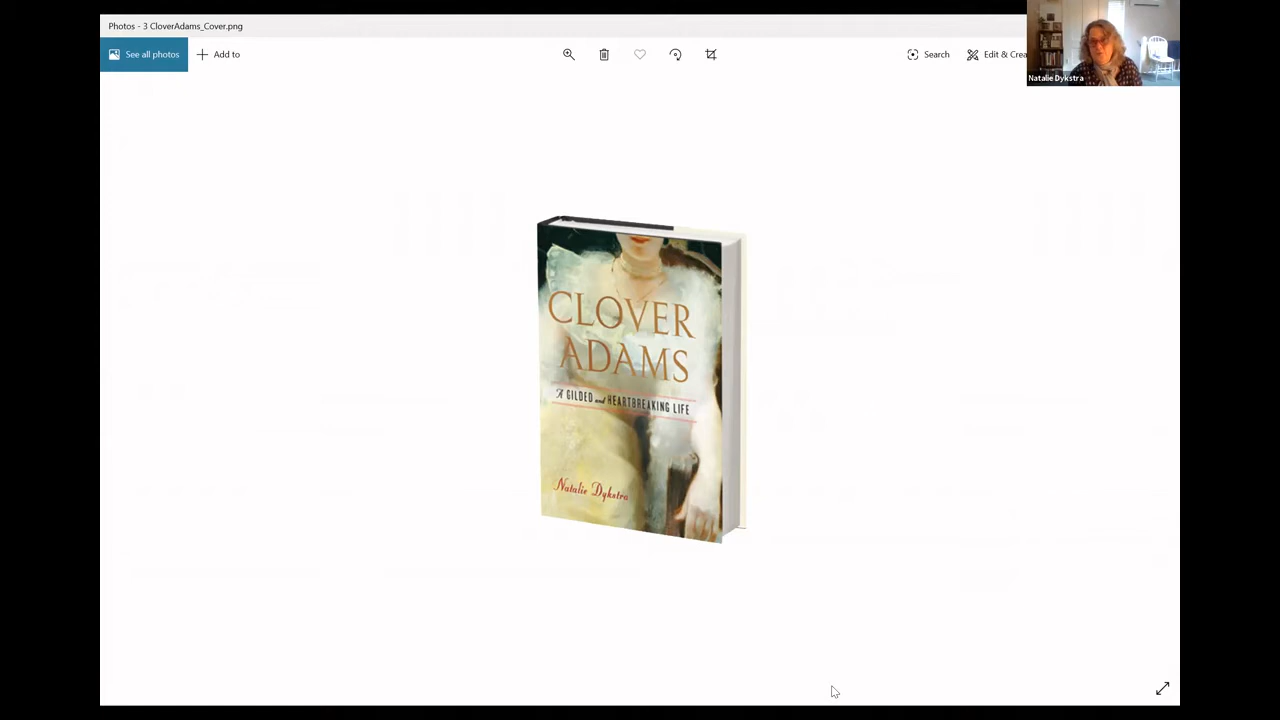 Photos - 3 CloverAdams_Cover.png
See all photos
Add to
Search
Edit & Crea
Natalie Dykstra
CLOVER
ADAMS
A GILDED and HEARTBREAKING LIFE
Natalie Dykstra